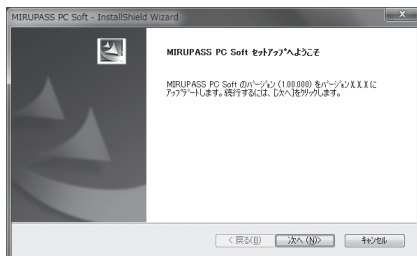 MIRUPASS PC Soft - InstallShield Wizard
MIRUPASS PC Soft ｾｯﾄｱｯﾌﾟへようこそ
MIRUPASS PC Soft のﾊﾞｰｼﾞｮﾝ (1.00.000) をﾊﾞｰｼﾞｮﾝX.X.X に
ｱｯﾌﾟﾃﾞｰﾄします。続行するには、[次へ]をｸﾘｯｸします。
< 戻る(B)
次へ (N)>
ｷｬﾝｾﾙ